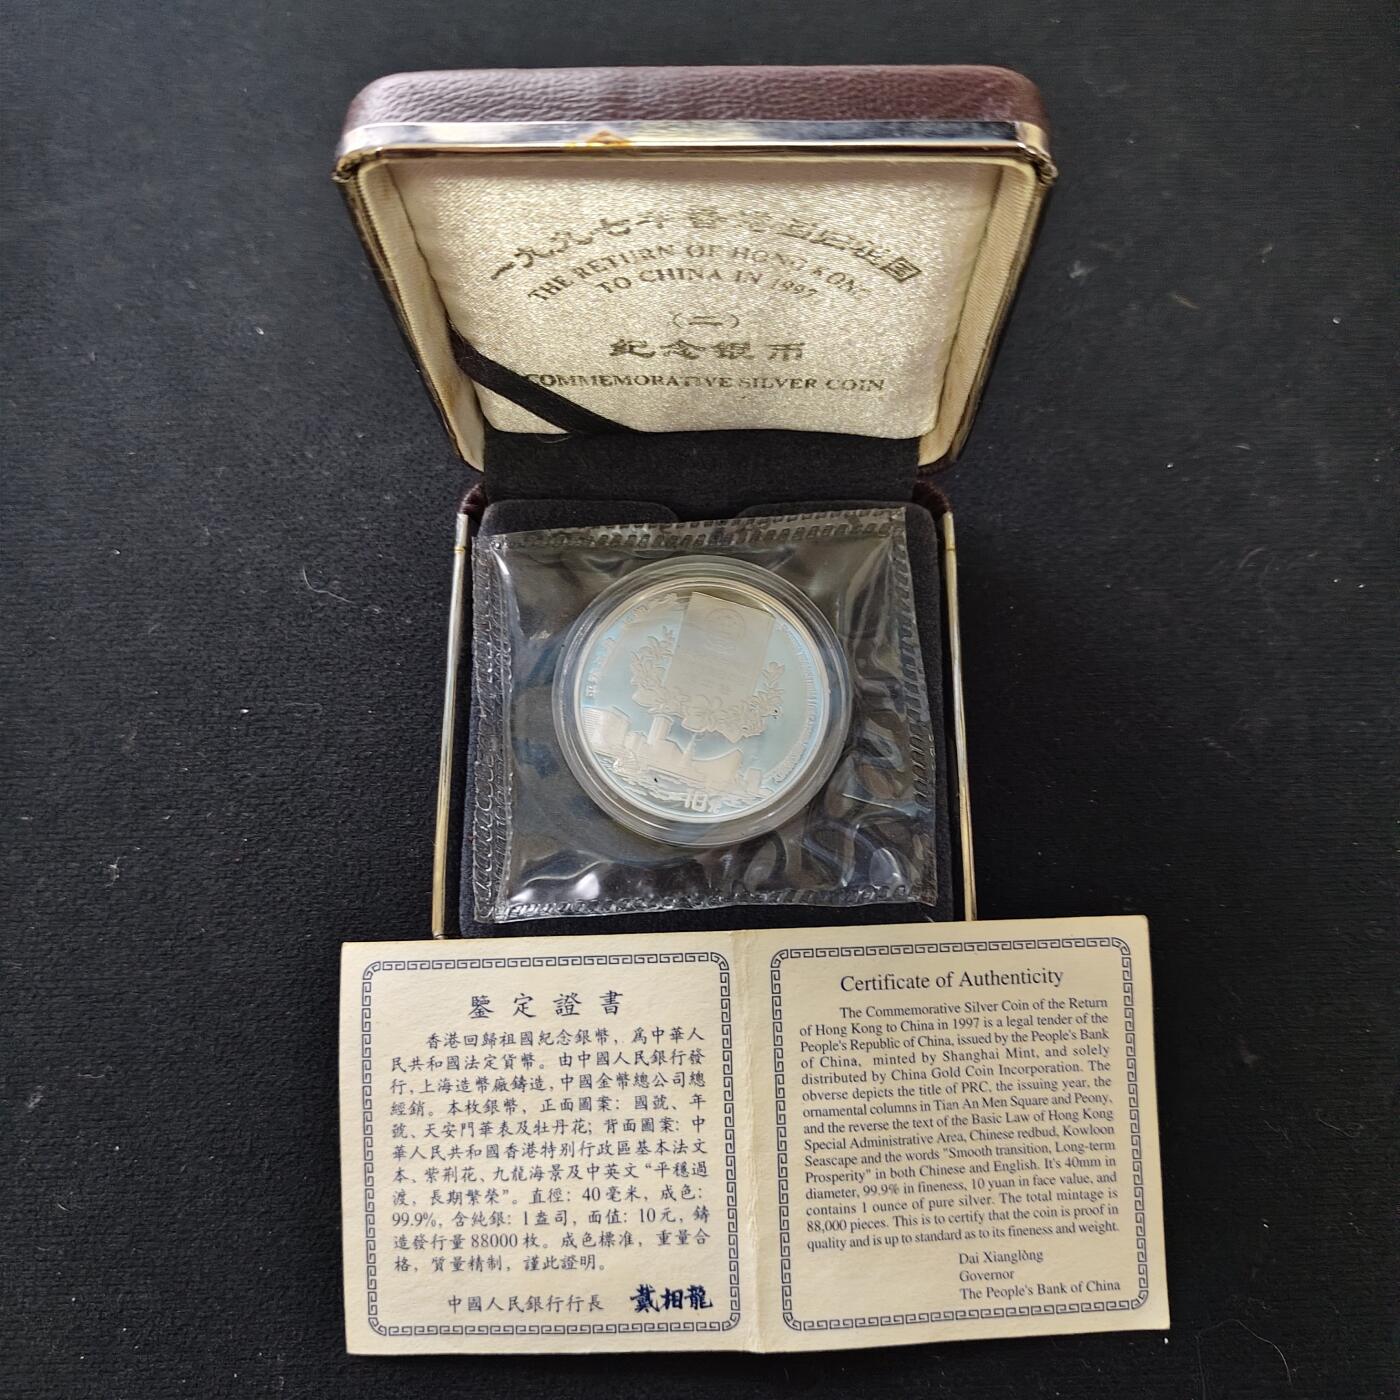 一九九七年香港回归祖国
THE RETURN OF HONG KONG
TO CHINA IN 1997
（二）
紀念銀币
COMMEMORATIVE SILVER COIN
10元
鑒定證書
香港回歸祖國紀念銀幣，爲中華人
民共和國法定貨幣。由中國人民銀行發
行，上海造幣廠鑄造，中國金幣總公司總
經銷。本枚銀幣，正面圖案：國號、年
號、天安門華表及牡丹花；背面圖案：中
華人民共和國香港特别行政區基本法文
本、紫荆花、九龍海景及中英文“平穩過
渡，長期繁榮”。直徑：40毫米，成色：
99.9%，含純銀：1盎司，面值：10元，鑄
造發行量88000枚。成色標准，重量合
格，質量精制，謹此證明。
中國人民銀行行長 戴相龍
Certificate of Authenticity
The Commemorative Silver Coin of the Return
of Hong Kong to China in 1997 is a legal tender of the
People's Republic of China, issued by the People's Bank
of China, minted by Shanghai Mint, and solely
distributed by China Gold Coin Incorporation. The
obverse depicts the title of PRC, the issuing year, the
ornamental columns in Tian An Men Square and Peony,
and the reverse the text of the Basic Law of Hong Kong
Special Administrative Area, Chinese redbud, Kowloon
Seascape and the words "Smooth transition, Long-term
Prosperity" in both Chinese and English. It's 40mm in
diameter, 99.9% in fineness, 10 yuan in face value, and
contains 1 ounce of pure silver. The total mintage is
88,000 pieces. This is to certify that the coin is proof in
quality and is up to standard as to its fineness and weight.
Dai Xianglong
Governor
The People's Bank of China